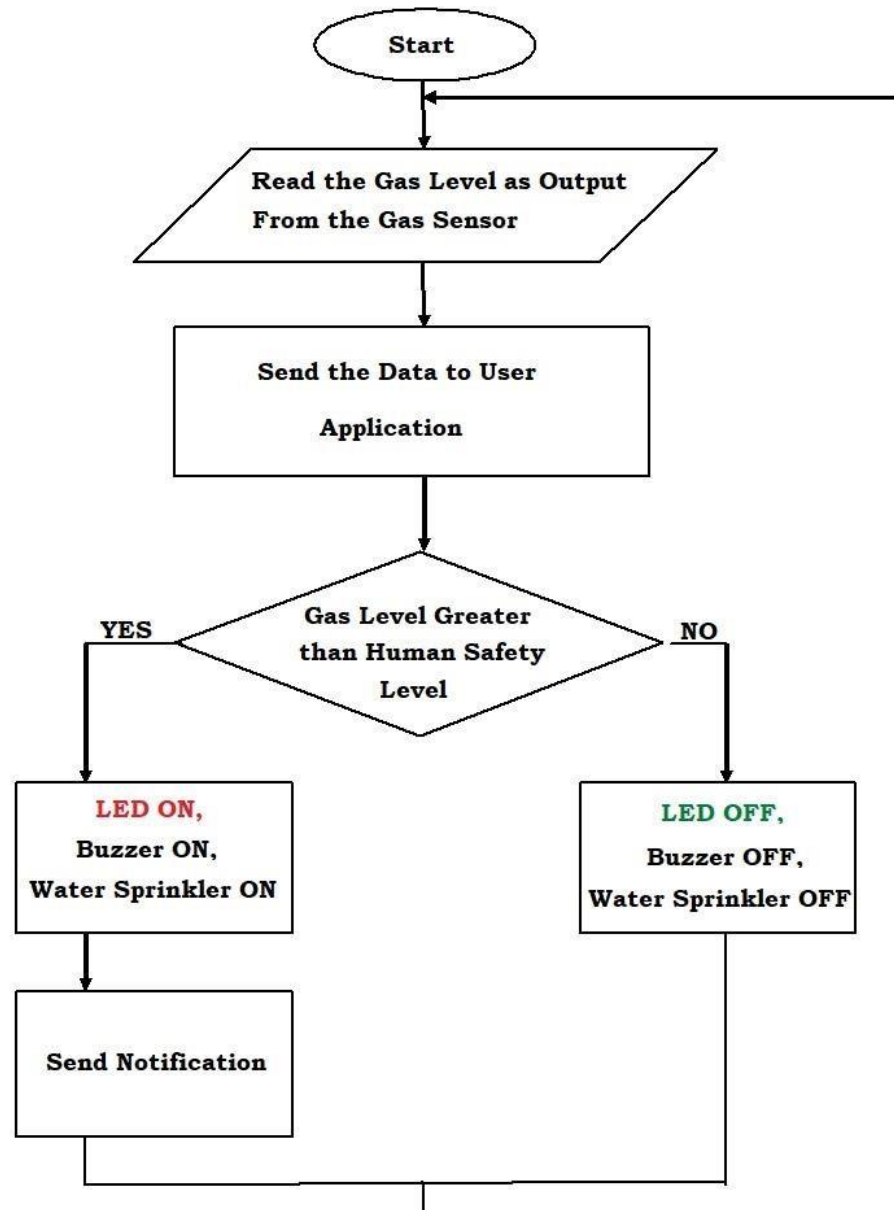 Start
Read the Gas Level as Output
From the Gas Sensor
Send the Data to User
Application
Gas Level Greater
than Human Safety
Level
YES
NO
LED ON,
Buzzer ON,
Water Sprinkler ON
LED OFF,
Buzzer OFF,
Water Sprinkler OFF
Send Notification